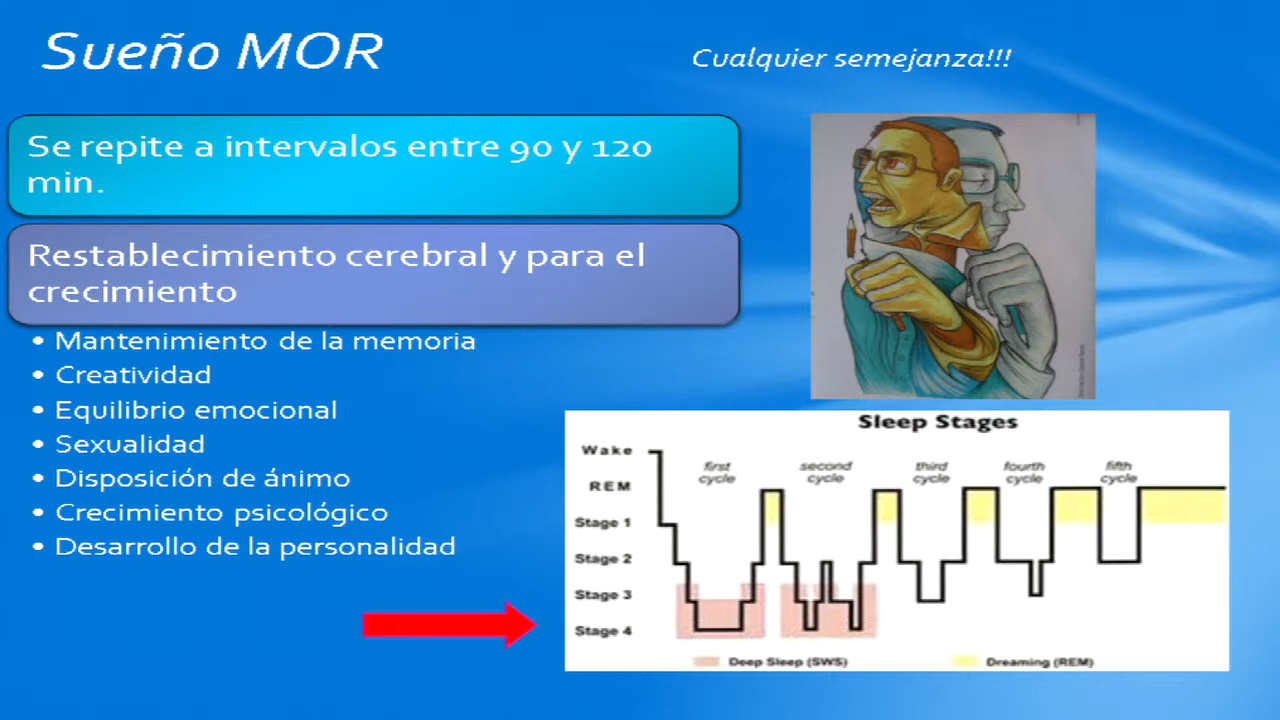 Sueño MOR
Cualquier semejanza!!!
Se repite a intervalos entre 90 y 120
min.
Restablecimiento cerebral y para el
crecimiento
• Mantenimiento de la memoria
• Creatividad
• Equilibrio emocional
• Sexualidad
• Disposición de ánimo
• Crecimiento psicológico
• Desarrollo de la personalidad
Sleep Stages
Wake
REM
Stage 1
Stage 2
Stage 3
Stage 4
first
cycle
second
cycle
third
cycle
fourth
cycle
fifth
cycle
Deep Sleep (SWS)
Dreaming (REM)